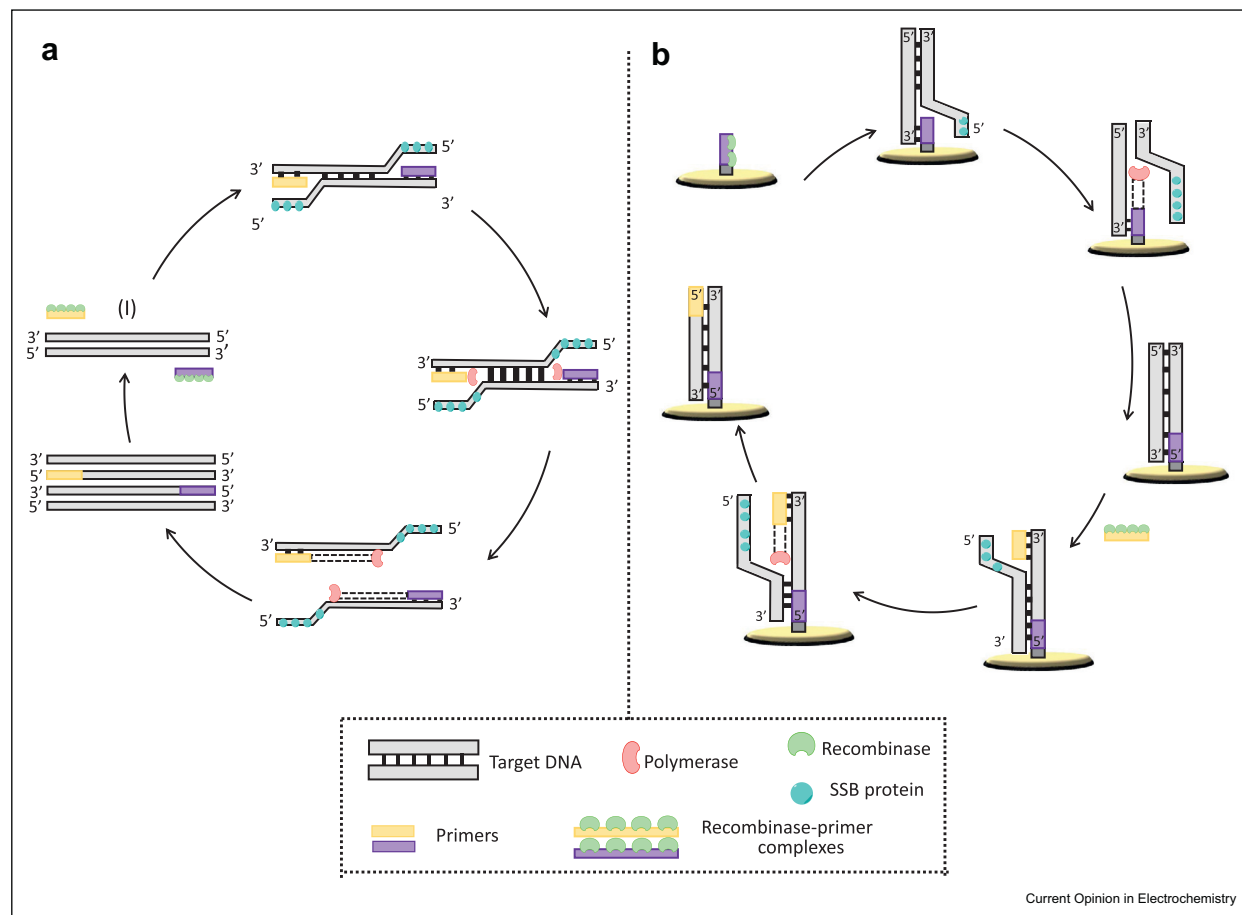 a
b
5’ 3’
3’ 5’
5’ 3’
3’
3’ 5’
5’ 3’
(I)
3’ 5’
5’ 3’
5’ 3’
3’ 5’
3’ 5’
5’ 3’
5’ 3’
3’ 5’
3’ 5’
5’ 3’
3’ 5’
5’ 3’
5’ 3’
3’ 5’
5’ 3’
3’ 5’
3’ 5’
5’ 3’
Target DNA
Polymerase
Recombinase
SSB protein
Primers
Recombinase-primer
complexes
Current Opinion in Electrochemistry